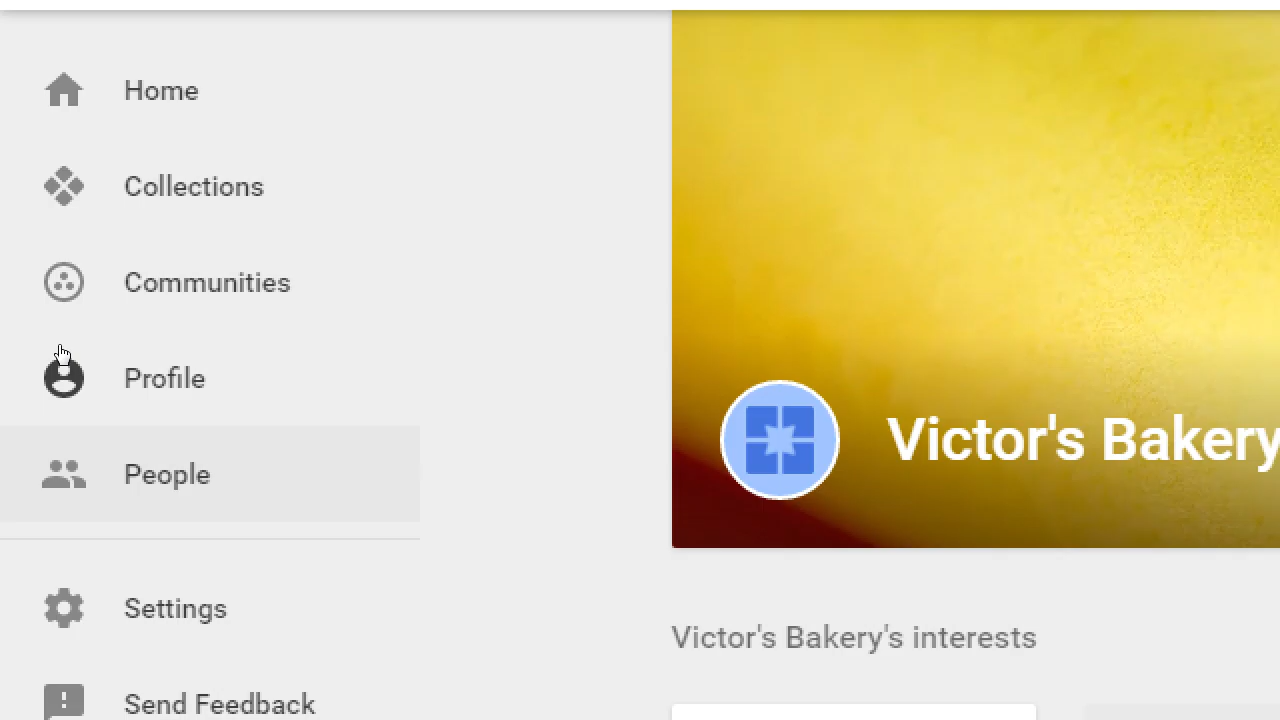 Home
Collections
Communities
Profile
People
Settings
Send Feedback
Victor's Bakery
Victor's Bakery's interests